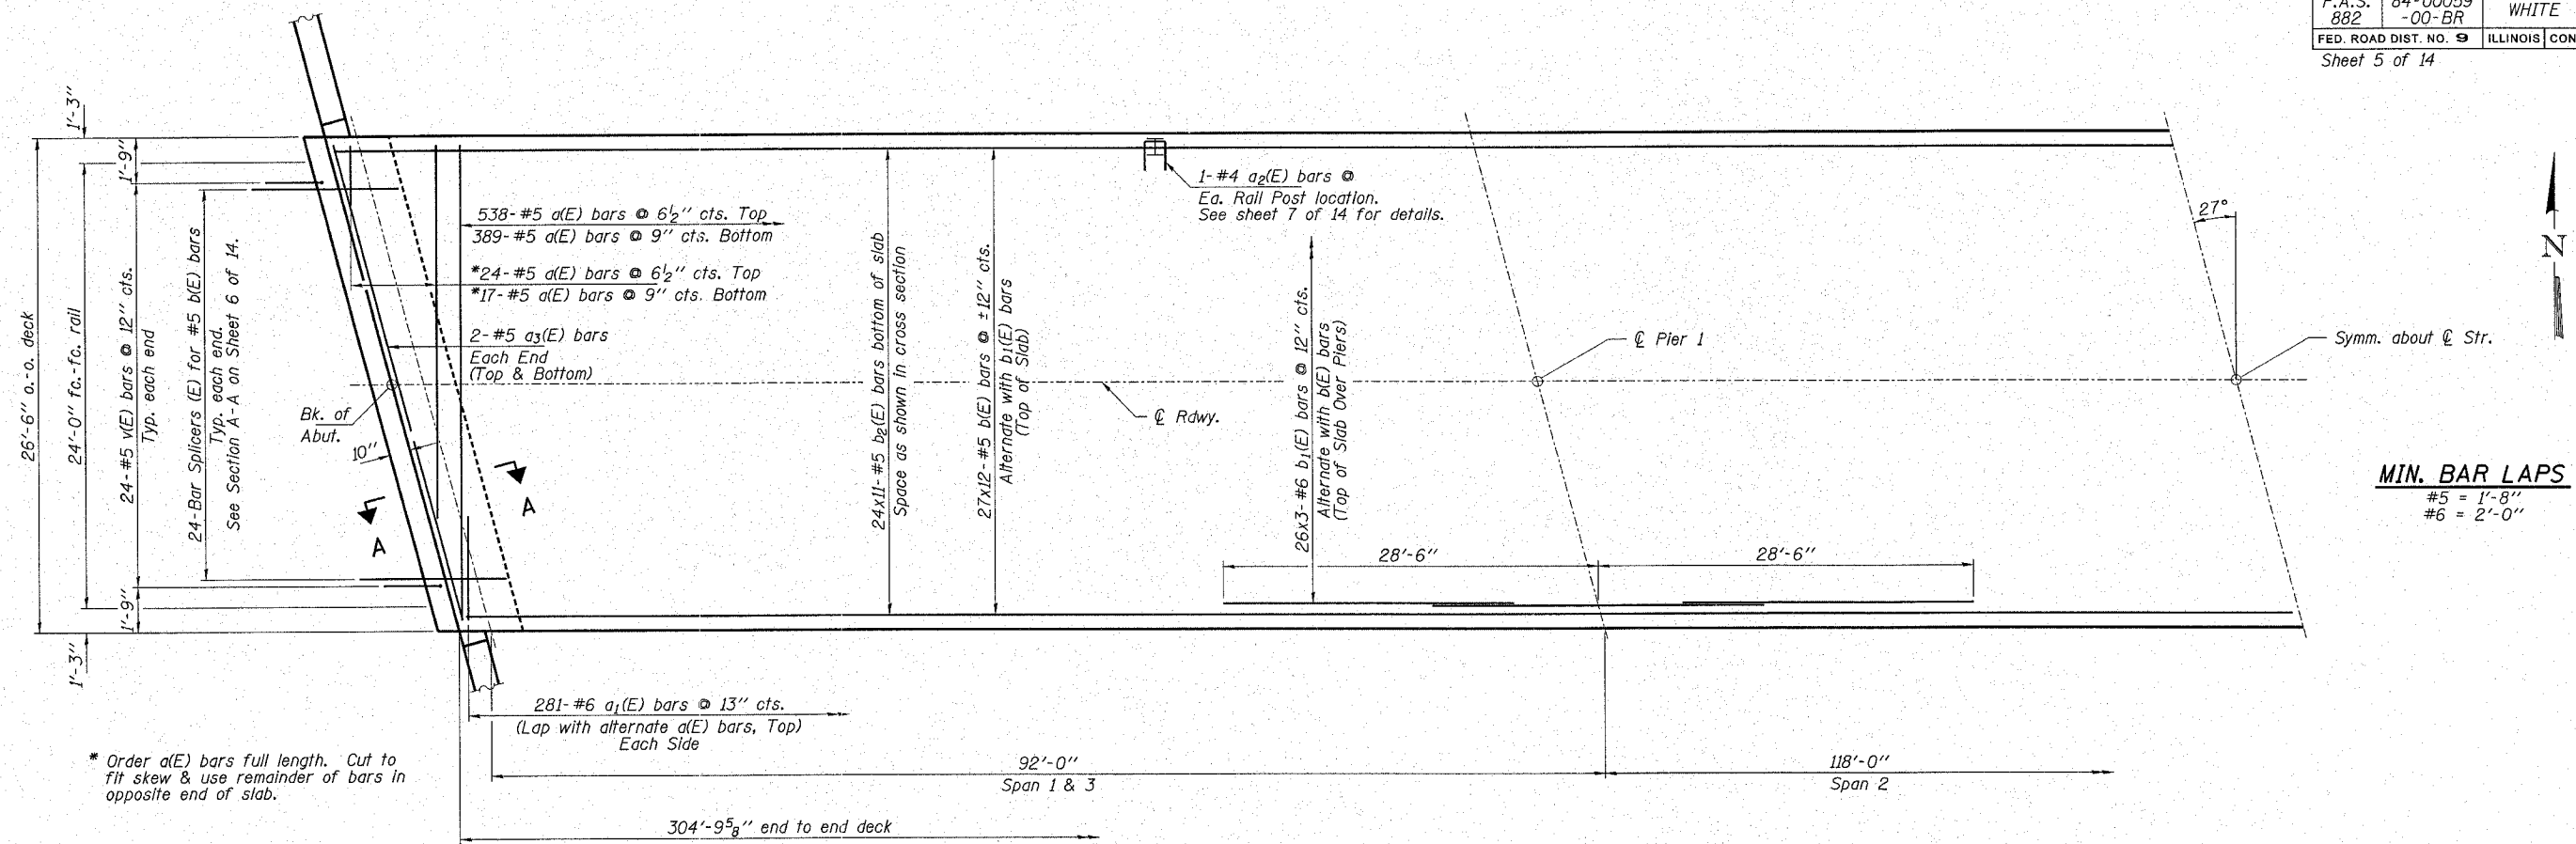 F.A.S. 882
84-00059 -00-BR
WHITE
FED. ROAD DIST. NO. 9
ILLINOIS
CON
Sheet 5 of 14
1'-3"
1'-9"
26'-6" o.-o. deck
24'-0" fc.-fc. rail
24-#5 v(E) bars @ 12" cts.
Typ. each end
24-Bar Splicers (E) for #5 b(E) bars
Typ. each end.
See Section A-A on Sheet 6 of 14.
1'-9"
1'-3"
538-#5 a(E) bars @ 6½" cts. Top
389-#5 a(E) bars @ 9" cts. Bottom
*24-#5 a(E) bars @ 6½" cts. Top
*17-#5 a(E) bars @ 9" cts. Bottom
2-#5 a₃(E) bars
Each End
(Top & Bottom)
Bk. of
Abut.
10"
A
A
24x11-#5 b₂(E) bars bottom of slab
Space as shown in cross section
27x12-#5 b(E) bars @ ±12" cts.
Alternate with b₁(E) bars
(Top of Slab)
1-#4 a₂(E) bars @
Ea. Rail Post location.
See sheet 7 of 14 for details.
26x3-#6 b₁(E) bars @ 12" cts.
Alternate with b(E) bars
(Top of Slab Over Piers)
℄ Rdwy.
℄ Pier 1
27°
Symm. about ℄ Str.
N
28'-6"
28'-6"
MIN. BAR LAPS
#5 = 1'-8"
#6 = 2'-0"
281-#6 a₁(E) bars @ 13" cts.
(Lap with alternate a(E) bars, Top)
Each Side
* Order a(E) bars full length. Cut to
fit skew & use remainder of bars in
opposite end of slab.
92'-0"
Span 1 & 3
118'-0"
Span 2
304'-9⅝" end to end deck